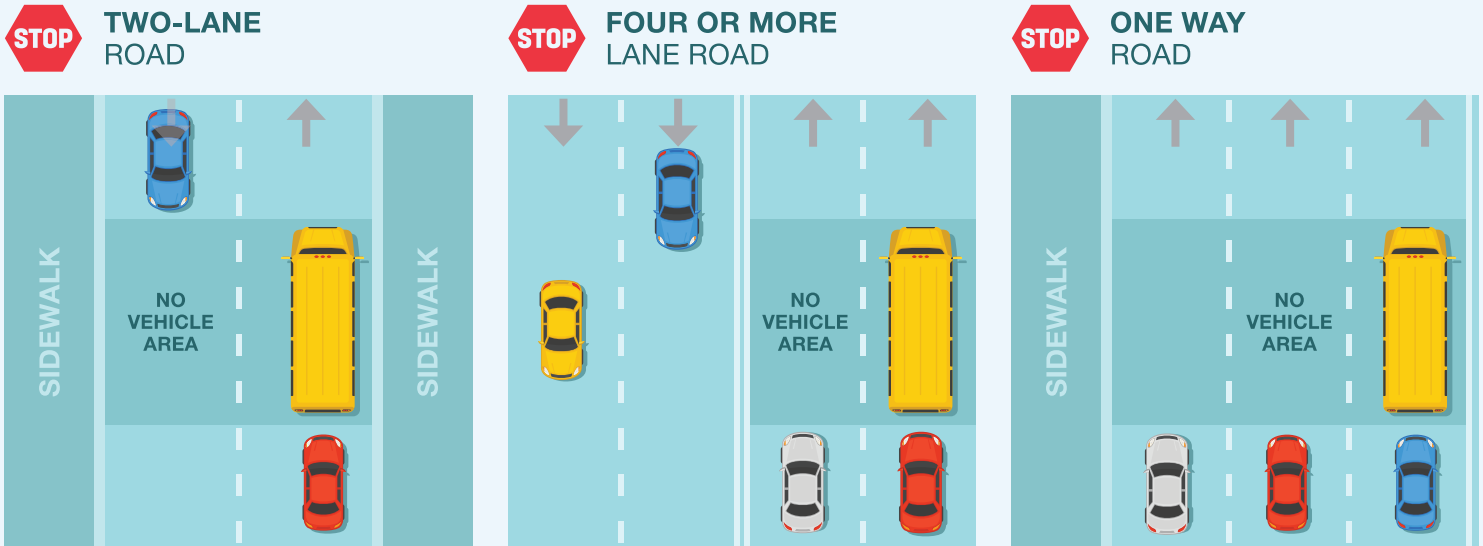 STOP
TWO-LANE
ROAD
SIDEWALK
NO
VEHICLE
AREA
SIDEWALK
STOP
FOUR OR MORE
LANE ROAD
NO
VEHICLE
AREA
STOP
ONE WAY
ROAD
SIDEWALK
NO
VEHICLE
AREA